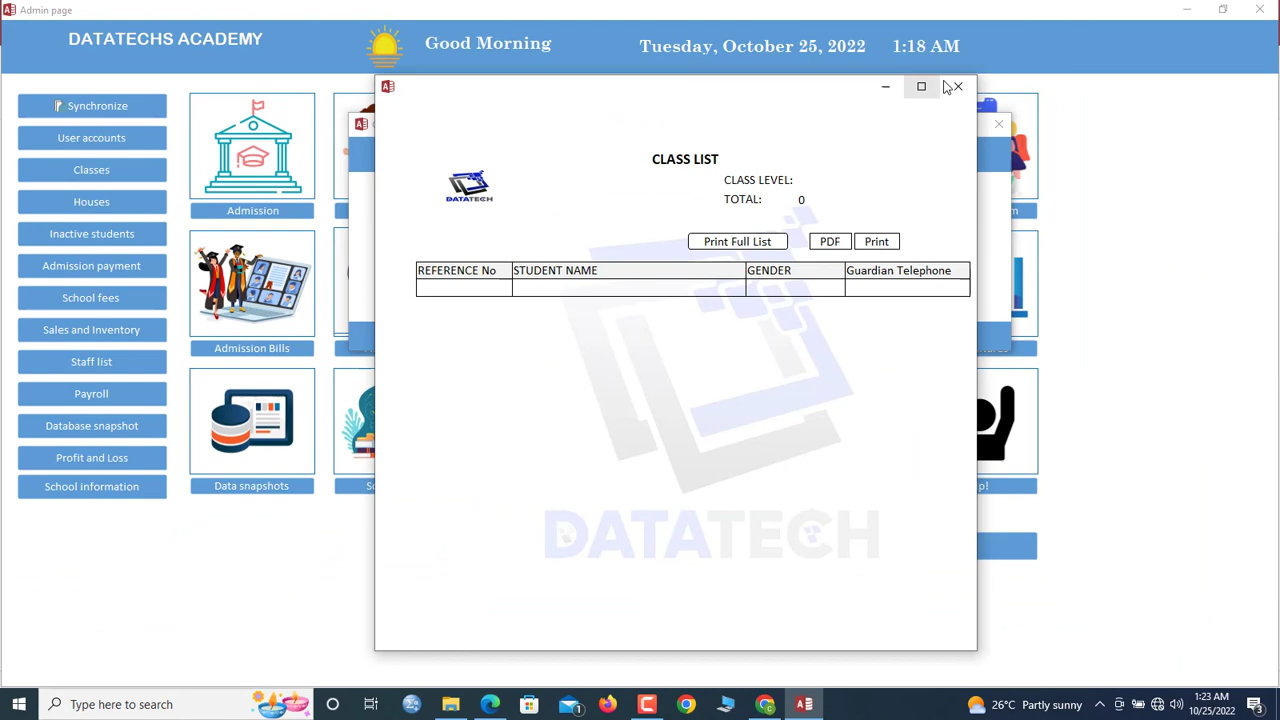 Admin page
DATATECHS ACADEMY
Good Morning
Tuesday, October 25, 2022
1:18 AM
Synchronize
User accounts
Classes
Houses
Inactive students
Admission payment
School fees
Sales and Inventory
Staff list
Payroll
Database snapshot
Profit and Loss
School information
Admission
Admission Bills
Data snapshots
CLASS LIST
CLASS LEVEL:
TOTAL: 0
DATATECH
Print Full List
PDF
Print
REFERENCE No STUDENT NAME GENDER Guardian Telephone
DATATECH
Type here to search
26°C Partly sunny
1:23 AM
10/25/2022